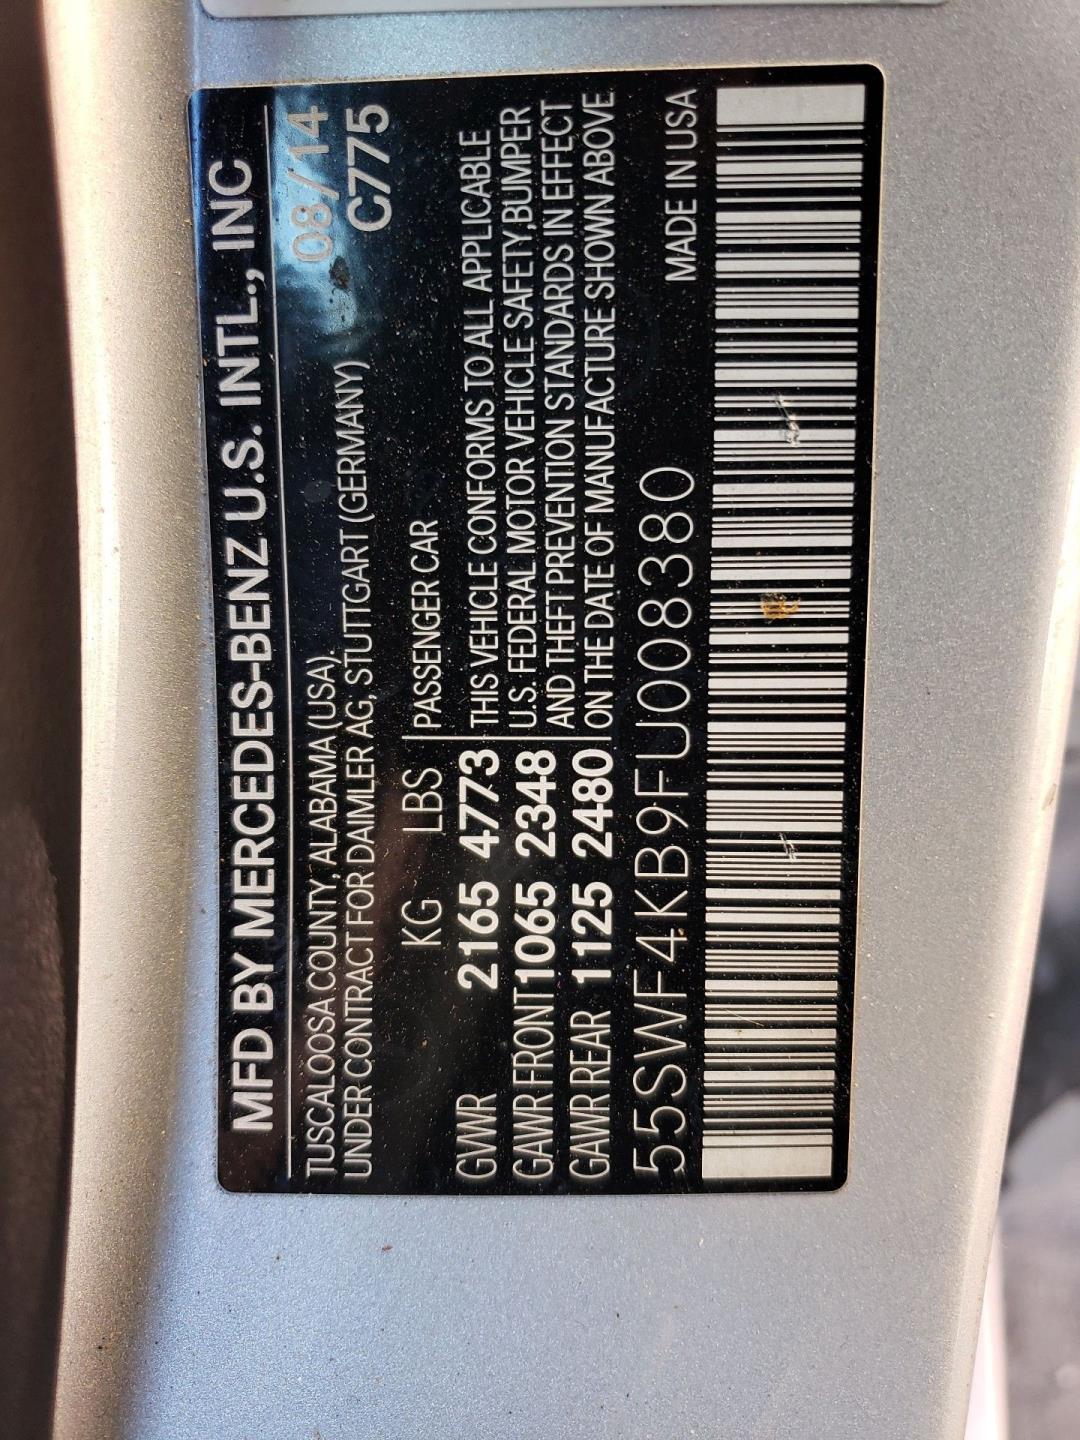 MFD BY MERCEDES-BENZ U.S. INTL., INC
TUSCALOOSA COUNTY, ALABAMA (USA), 08/14
UNDER CONTRACT FOR DAIMLER AG, STUTTGART (GERMANY) C775
KG LBS PASSENGER CAR
GVWR 2165 4773 THIS VEHICLE CONFORMS TO ALL APPLICABLE
GAWR FRONT 1065 2348 U.S. FEDERAL MOTOR VEHICLE SAFETY, BUMPER
GAWR REAR 1125 2480 AND THEFT PREVENTION STANDARDS IN EFFECT
ON THE DATE OF MANUFACTURE SHOWN ABOVE.
55SWF4KB9FU008380 MADE IN USA